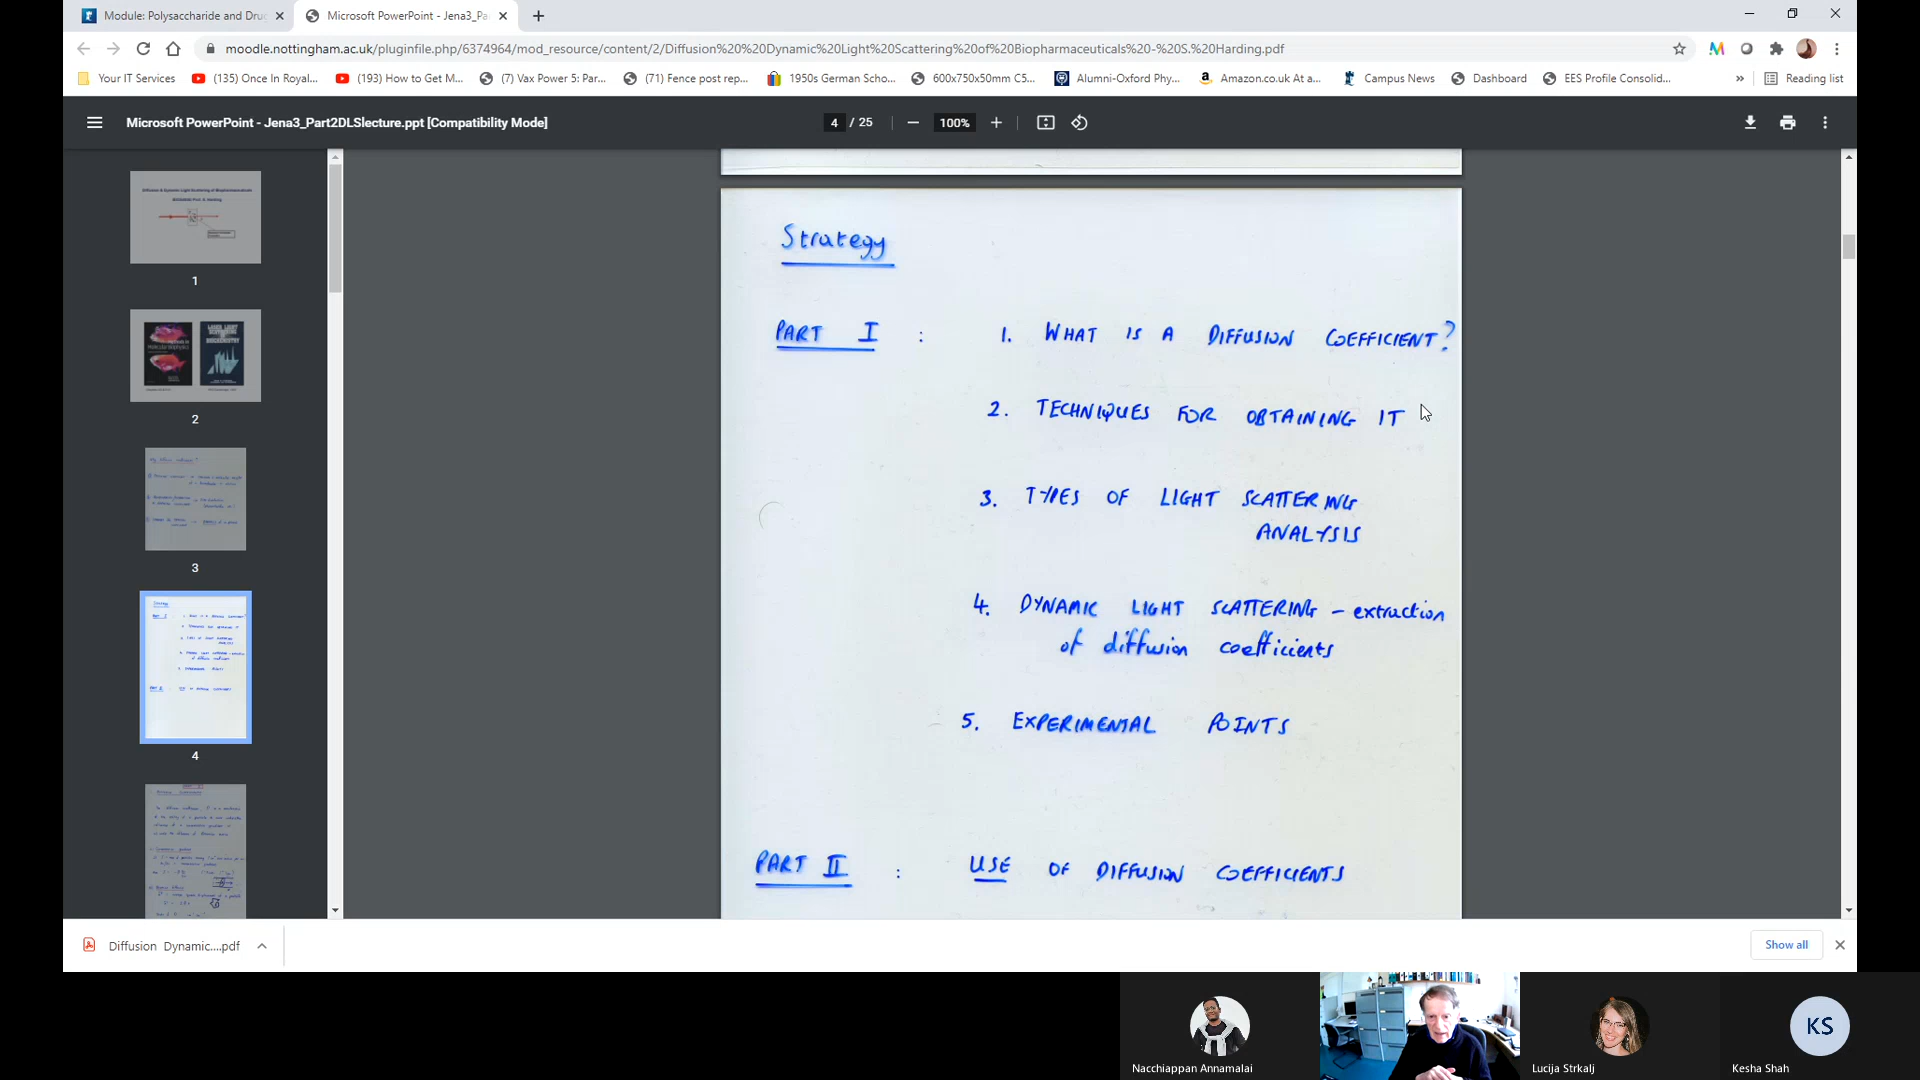 Module: Polysaccharide and Dru
Microsoft PowerPoint - Jena3_Pa
moodle.nottingham.ac.uk/pluginfile.php/6374964/mod_resource/content/2/Diffusion%20%20Dynamic%20Light%20Scattering%20of%20Biopharmaceuticals%20-%20S.%20Harding.pdf
Your IT Services
(135) Once In Royal...
(193) How to Get M...
(7) Vax Power 5: Par...
(71) Fence post rep...
1950s German Scho...
600x750x50mm C5...
Alumni-Oxford Phy...
Amazon.co.uk At a...
Campus News
Dashboard
EES Profile Consolid...
»
Reading list
Microsoft PowerPoint - Jena3_Part2DLSlecture.ppt [Compatibility Mode]
4 / 25
100%
1
2
3
4
Strategy
PART I : 1. WHAT IS A DIFFUSION COEFFICIENT?
2. TECHNIQUES FOR OBTAINING IT
3. TYPES OF LIGHT SCATTERING
ANALYSIS
4. DYNAMIC LIGHT SCATTERING – extraction
of diffusion coefficients
5. EXPERIMENTAL POINTS
PART II : USE OF DIFFUSION COEFFICIENTS
Diffusion Dynamic....pdf
Show all
Nacchiappan Annamalai
Lucija Strkalj
KS
Kesha Shah